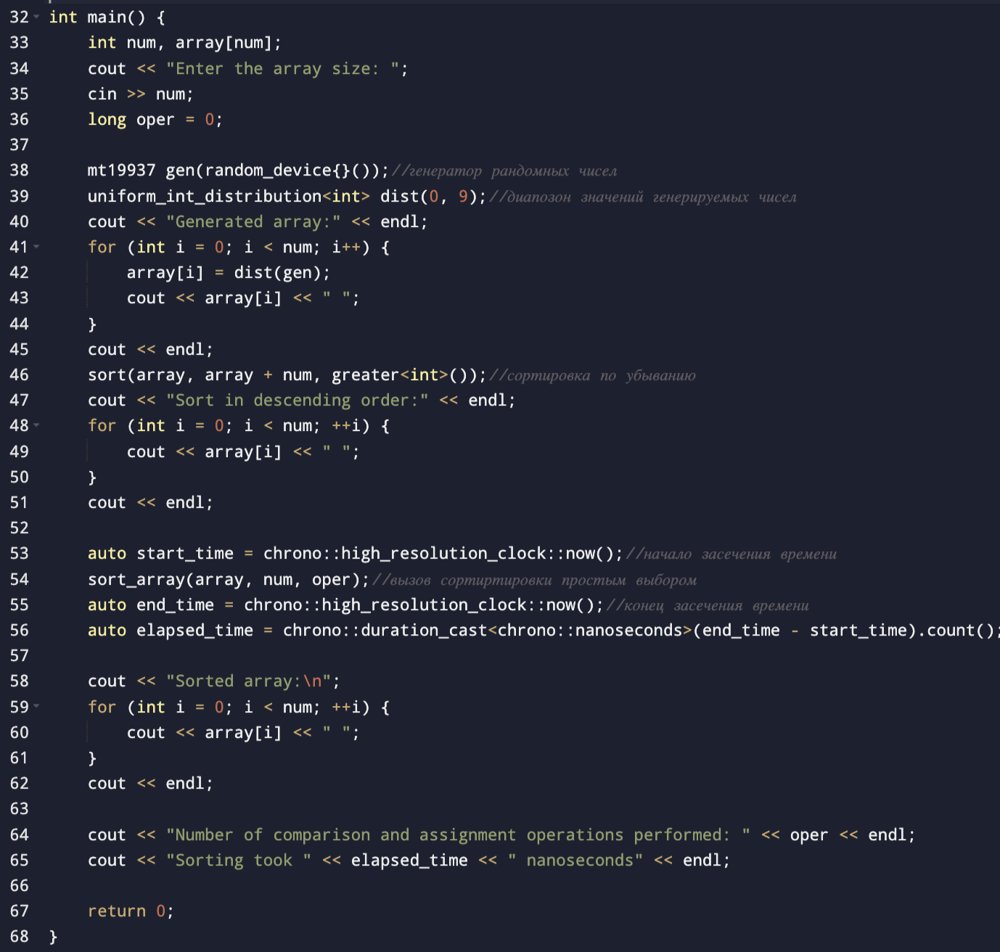 32 int main() {
33 int num, array[num];
34 cout << "Enter the array size: ";
35 cin >> num;
36 long oper = 0;
37
38 mt19937 gen(random_device{}());//генератор рандомных чисел
39 uniform_int_distribution<int> dist(0, 9);//диапозон значений генерируемых чисел
40 cout << "Generated array:" << endl;
41 for (int i = 0; i < num; i++) {
42 array[i] = dist(gen);
43 cout << array[i] << " ";
44 }
45 cout << endl;
46 sort(array, array + num, greater<int>());//сортировка по убыванию
47 cout << "Sort in descending order:" << endl;
48 for (int i = 0; i < num; ++i) {
49 cout << array[i] << " ";
50 }
51 cout << endl;
52
53 auto start_time = chrono::high_resolution_clock::now();//начало засечения времени
54 sort_array(array, num, oper);//вызов сортиртировки простым выбором
55 auto end_time = chrono::high_resolution_clock::now();//конец засечения времени
56 auto elapsed_time = chrono::duration_cast<chrono::nanoseconds>(end_time - start_time).count();
57
58 cout << "Sorted array:\n";
59 for (int i = 0; i < num; ++i) {
60 cout << array[i] << " ";
61 }
62 cout << endl;
63
64 cout << "Number of comparison and assignment operations performed: " << oper << endl;
65 cout << "Sorting took " << elapsed_time << " nanoseconds" << endl;
66
67 return 0;
68 }